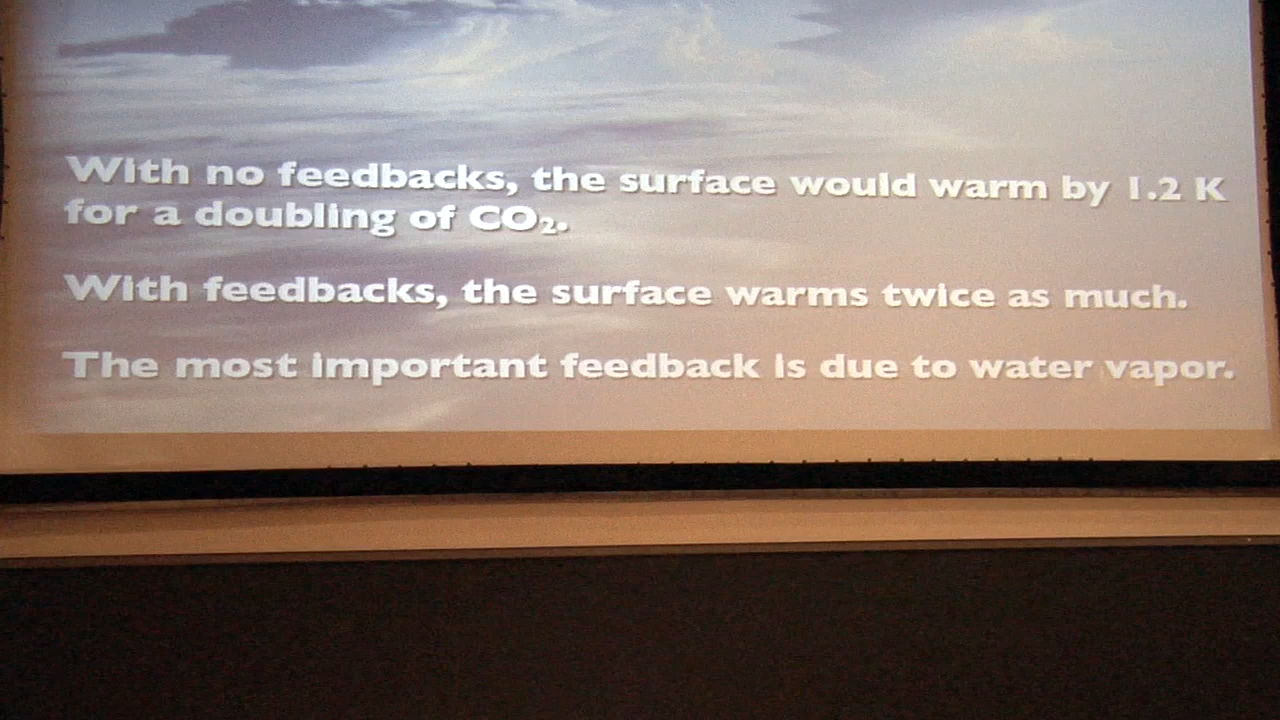 With no feedbacks, the surface would warm by 1.2 K
for a doubling of CO₂.
With feedbacks, the surface warms twice as much.
The most important feedback is due to water vapor.